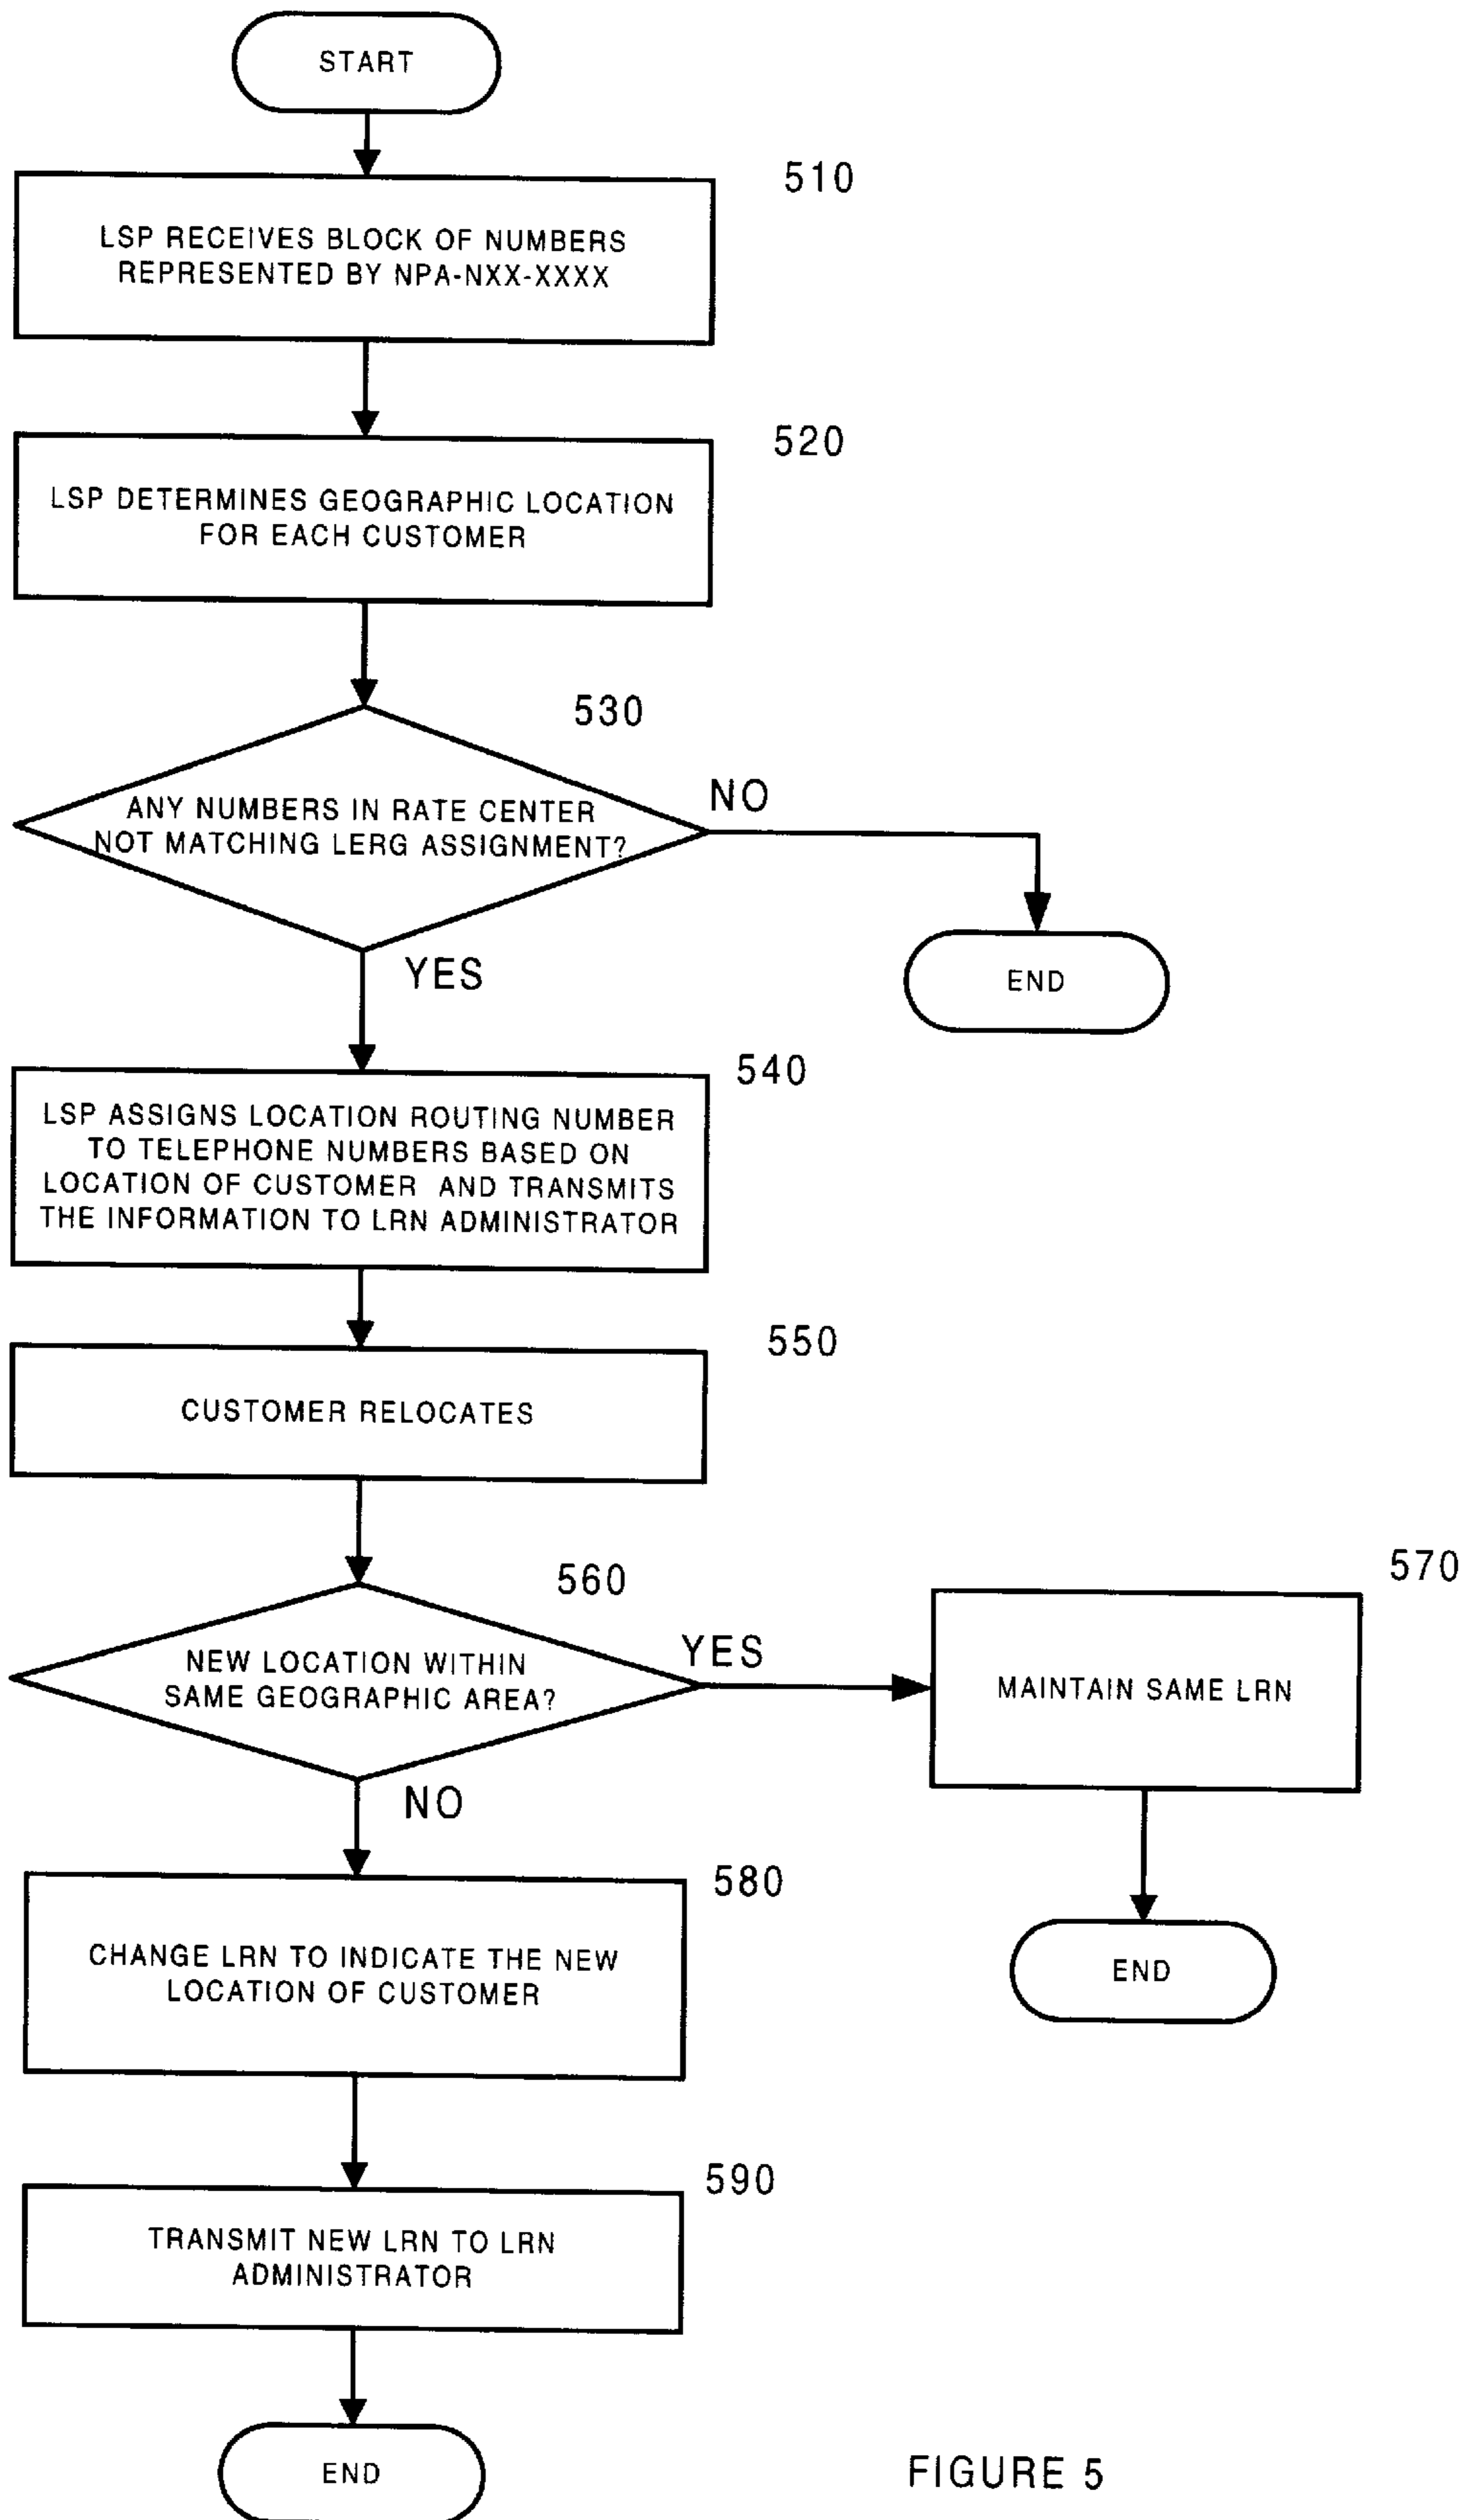 START
510
LSP RECEIVES BLOCK OF NUMBERS
REPRESENTED BY NPA-NXX-XXXX
520
LSP DETERMINES GEOGRAPHIC LOCATION
FOR EACH CUSTOMER
530
ANY NUMBERS IN RATE CENTER
NOT MATCHING LERG ASSIGNMENT?
NO
END
YES
540
LSP ASSIGNS LOCATION ROUTING NUMBER
TO TELEPHONE NUMBERS BASED ON
LOCATION OF CUSTOMER AND TRANSMITS
THE INFORMATION TO LRN ADMINISTRATOR
550
CUSTOMER RELOCATES
560
NEW LOCATION WITHIN
SAME GEOGRAPHIC AREA?
YES
570
MAINTAIN SAME LRN
END
NO
580
CHANGE LRN TO INDICATE THE NEW
LOCATION OF CUSTOMER
590
TRANSMIT NEW LRN TO LRN
ADMINISTRATOR
END
FIGURE 5